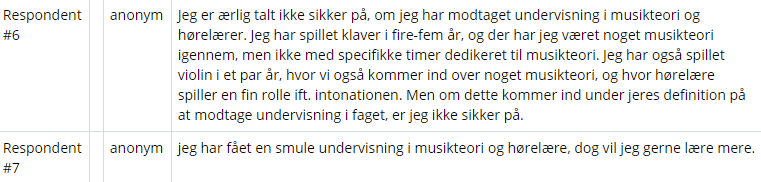 Respondent #6
anonym
Jeg er ærlig talt ikke sikker på, om jeg har modtaget undervisning i musikteori og
hørelærer. Jeg har spillet klaver i fire-fem år, og der har jeg været noget musikteori
igennem, men ikke med specifikke timer dedikeret til musikteori. Jeg har også spillet
violin i et par år, hvor vi også kommer ind over noget musikteori, og hvor hørelære
spiller en fin rolle ift. intonationen. Men om dette kommer ind under jeres definition på
at modtage undervisning i faget, er jeg ikke sikker på.
Respondent #7
anonym
jeg har fået en smule undervisning i musikteori og hørelære, dog vil jeg gerne lære mere.